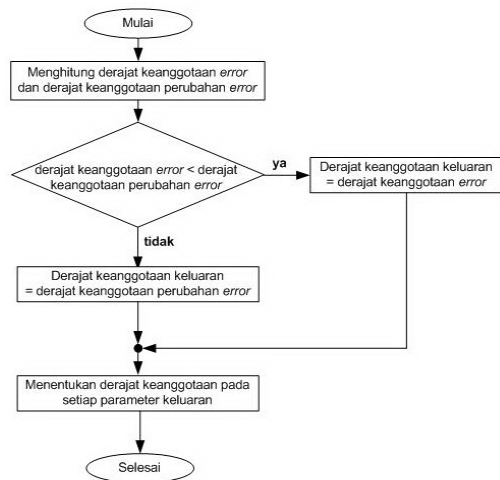 Mulai
Menghitung derajat keanggotaan error
dan derajat keanggotaan perubahan error
derajat keanggotaan error < derajat
keanggotaan perubahan error
ya
Derajat keanggotaan keluaran
= derajat keanggotaan error
tidak
Derajat keanggotaan keluaran
= derajat keanggotaan perubahan error
Menentukan derajat keanggotaan pada
setiap parameter keluaran
Selesai